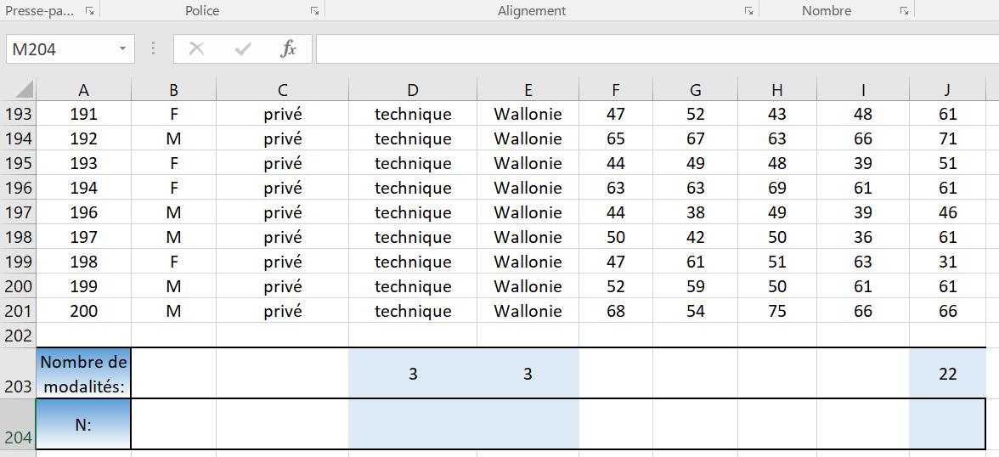 Presse-pa... Police Alignement Nombre
M204 fx
A B C D E F G H I J
193 191 F privé technique Wallonie 47 52 43 48 61
194 192 M privé technique Wallonie 65 67 63 66 71
195 193 F privé technique Wallonie 44 49 48 39 51
196 194 F privé technique Wallonie 63 63 69 61 61
197 196 M privé technique Wallonie 44 38 49 39 46
198 197 M privé technique Wallonie 50 42 50 36 61
199 198 F privé technique Wallonie 47 61 51 63 31
200 199 M privé technique Wallonie 52 59 50 61 61
201 200 M privé technique Wallonie 68 54 75 66 66
202
Nombre de
203 modalités: 3 3 22
204 N: